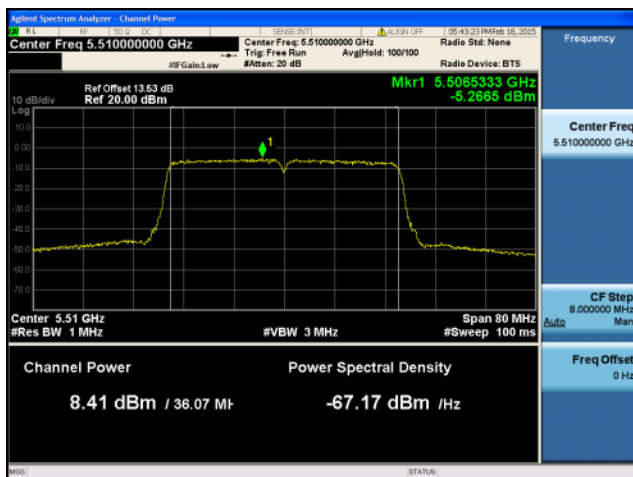 Agilent Spectrum Analyzer - Channel Power
RL RF 50 Ω DC SENSE:INT ALIGN OFF 05:43:23 PM Feb 18, 2015
Center Freq 5.510000000 GHz
Center Freq: 5.510000000 GHz
Radio Std: None
Trig: Free Run Avg|Hold: 100/100
#IFGain:Low #Atten: 20 dB Radio Device: BTS
Mkr1 5.5065333 GHz
-5.2665 dBm
Ref Offset 13.53 dB
10 dB/div Ref 20.00 dBm
Log
10.0
0.00
-10.0
-20.0
-30.0
-40.0
-50.0
-60.0
-70.0
1
Center 5.51 GHz Span 80 MHz
#Res BW 1 MHz #VBW 3 MHz #Sweep 100 ms
Channel Power Power Spectral Density
8.41 dBm / 36.07 MH -67.17 dBm /Hz
MSG STATUS
Frequency
Center Freq
5.510000000 GHz
CF Step
8.000000 MHz
Auto Man
Freq Offset
0 Hz